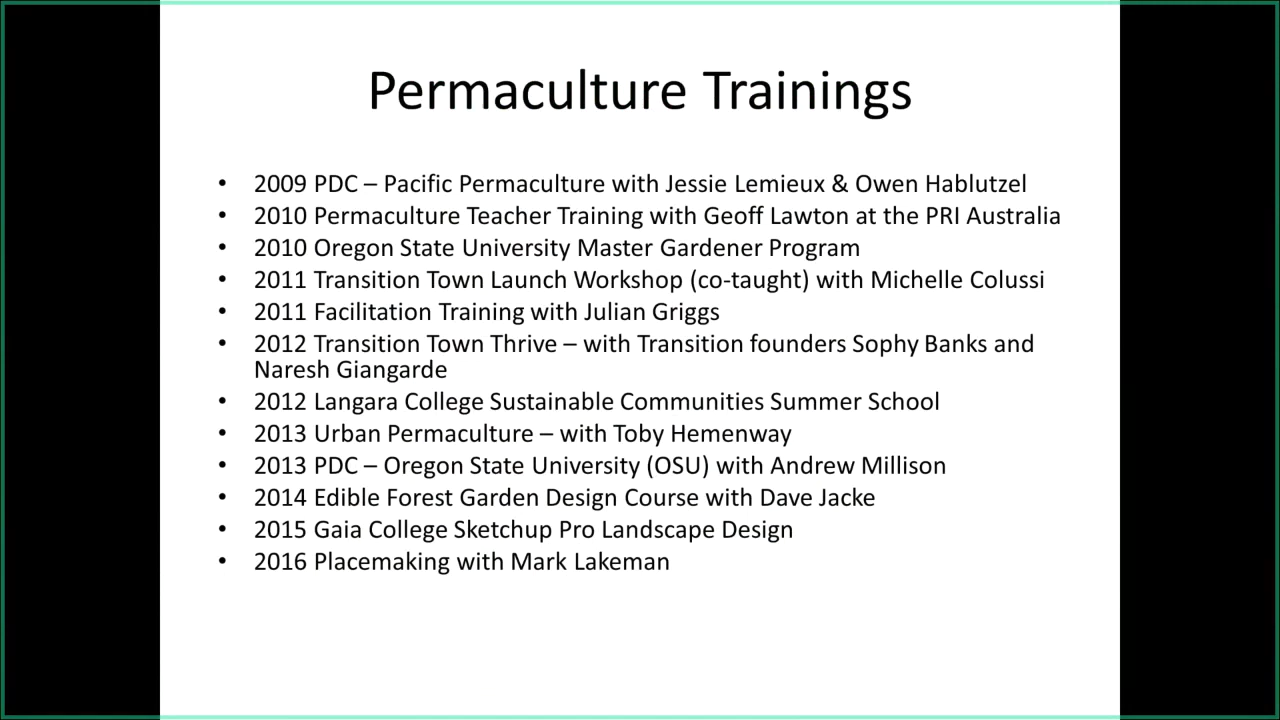 Permaculture Trainings
• 2009 PDC – Pacific Permaculture with Jessie Lemieux & Owen Hablutzel
• 2010 Permaculture Teacher Training with Geoff Lawton at the PRI Australia
• 2010 Oregon State University Master Gardener Program
• 2011 Transition Town Launch Workshop (co-taught) with Michelle Colussi
• 2011 Facilitation Training with Julian Griggs
• 2012 Transition Town Thrive – with Transition founders Sophy Banks and
Naresh Giangarde
• 2012 Langara College Sustainable Communities Summer School
• 2013 Urban Permaculture – with Toby Hemenway
• 2013 PDC – Oregon State University (OSU) with Andrew Millison
• 2014 Edible Forest Garden Design Course with Dave Jacke
• 2015 Gaia College Sketchup Pro Landscape Design
• 2016 Placemaking with Mark Lakeman